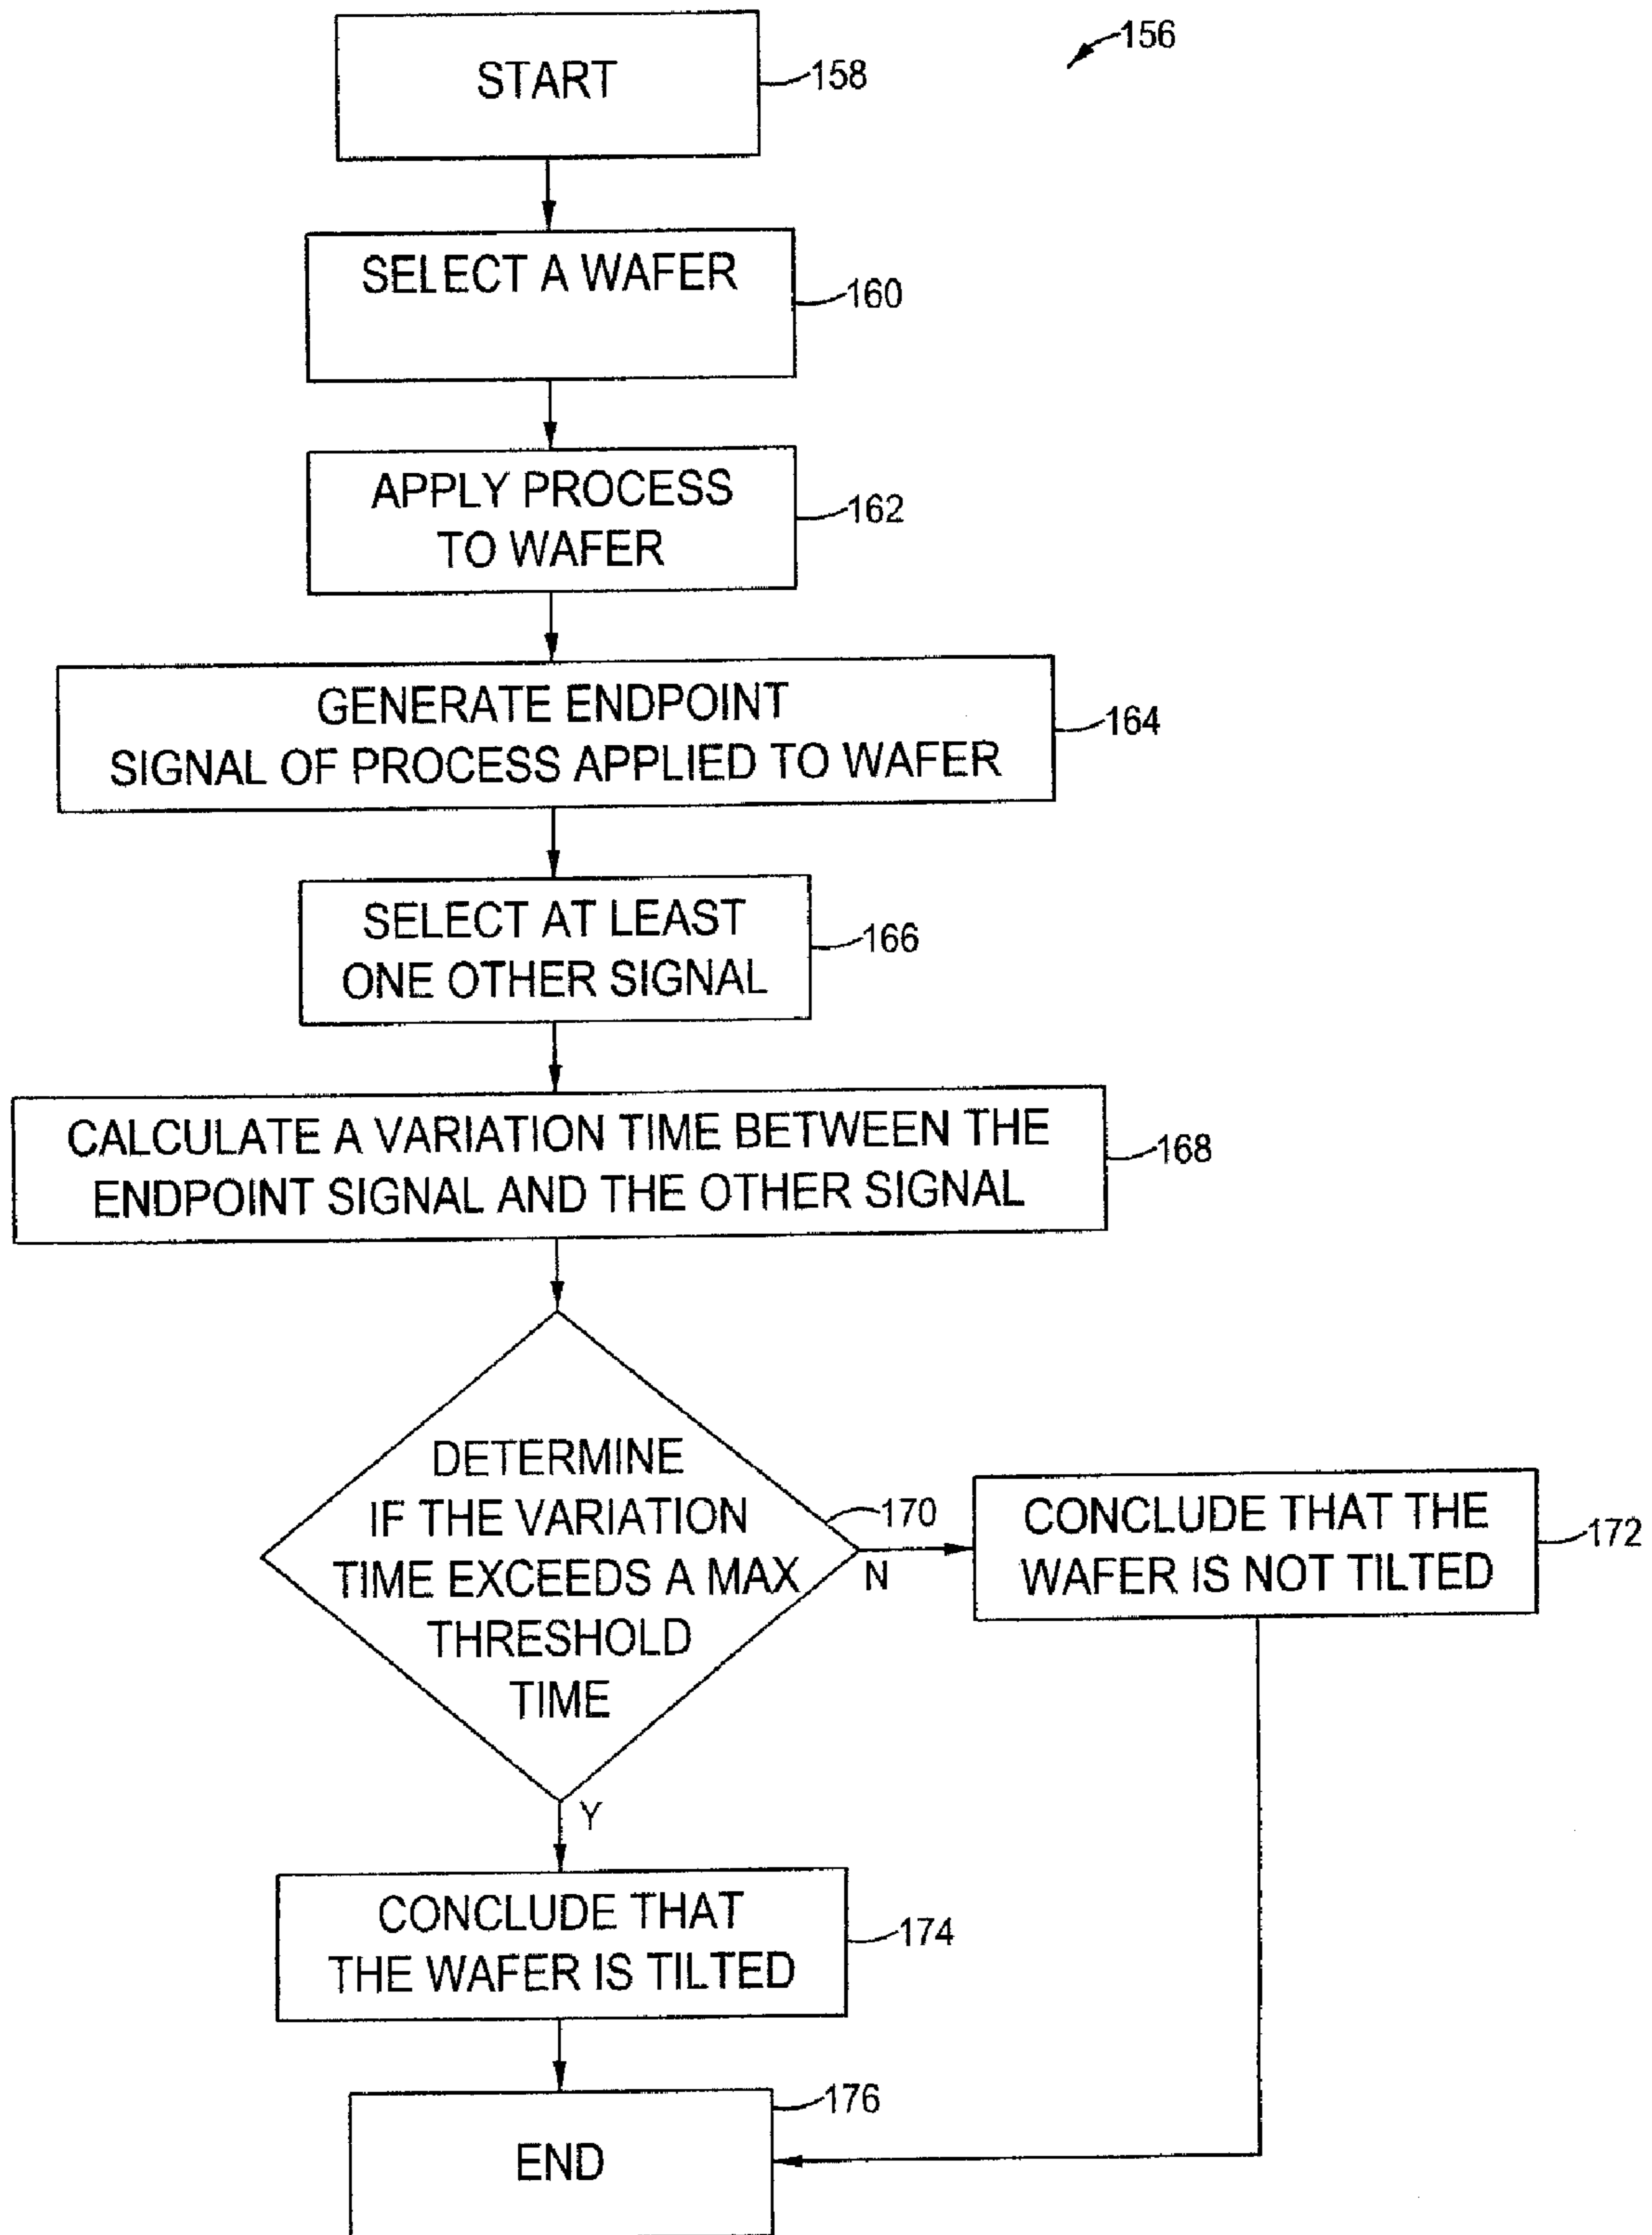 156
START
158
SELECT A WAFER
160
APPLY PROCESS
TO WAFER
162
GENERATE ENDPOINT
SIGNAL OF PROCESS APPLIED TO WAFER
164
SELECT AT LEAST
ONE OTHER SIGNAL
166
CALCULATE A VARIATION TIME BETWEEN THE
ENDPOINT SIGNAL AND THE OTHER SIGNAL
168
DETERMINE
IF THE VARIATION
TIME EXCEEDS A MAX
THRESHOLD
TIME
170
N
CONCLUDE THAT THE
WAFER IS NOT TILTED
172
Y
CONCLUDE THAT
THE WAFER IS TILTED
174
END
176